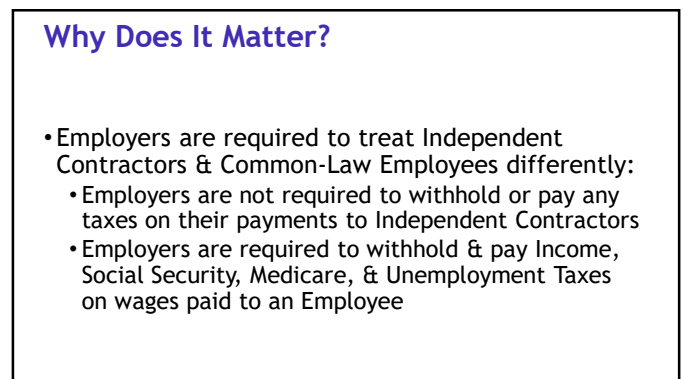 Why Does It Matter?
•Employers are required to treat Independent
Contractors & Common-Law Employees differently:
• Employers are not required to withhold or pay any
taxes on their payments to Independent Contractors
• Employers are required to withhold & pay Income,
Social Security, Medicare, & Unemployment Taxes
on wages paid to an Employee